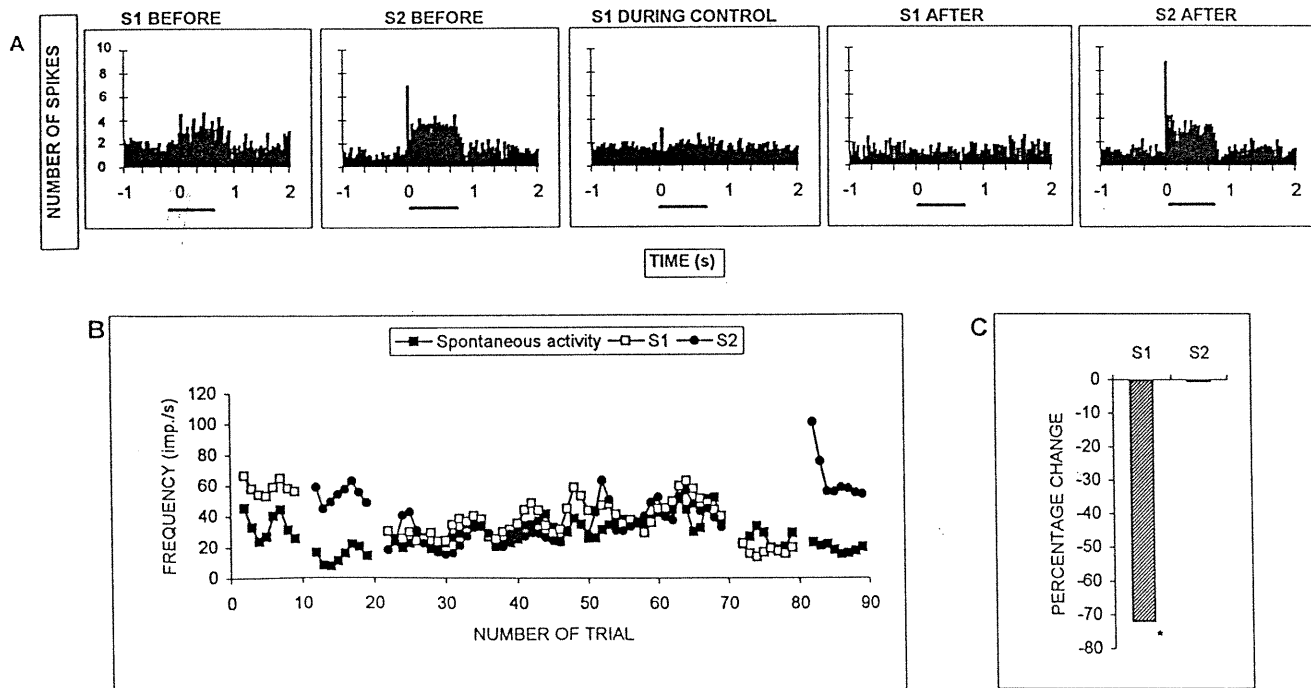 A
NUMBER OF SPIKES
S1 BEFORE
S2 BEFORE
S1 DURING CONTROL
S1 AFTER
S2 AFTER
10
8
6
4
2
0
-1 0 1 2
-1 0 1 2
-1 0 1 2
-1 0 1 2
-1 0 1 2
TIME (s)
B
Spontaneous activity S1 S2
FREQUENCY (imp./s)
120
100
80
60
40
20
0
0 10 20 30 40 50 60 70 80 90
NUMBER OF TRIAL
C
S1 S2
PERCENTAGE CHANGE
0
-10
-20
-30
-40
-50
-60
-70
-80
*